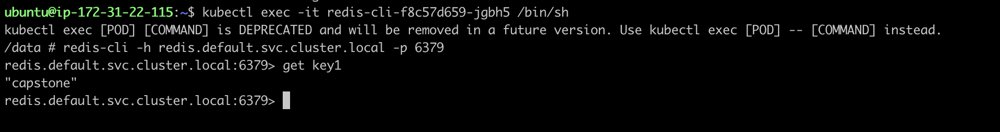 ubuntu@ip-172-31-22-115:~$ kubectl exec -it redis-cli-f8c57d659-jgbh5 /bin/sh
kubectl exec [POD] [COMMAND] is DEPRECATED and will be removed in a future version. Use kubectl exec [POD] -- [COMMAND] instead.
/data # redis-cli -h redis.default.svc.cluster.local -p 6379
redis.default.svc.cluster.local:6379> get key1
"capstone"
redis.default.svc.cluster.local:6379>